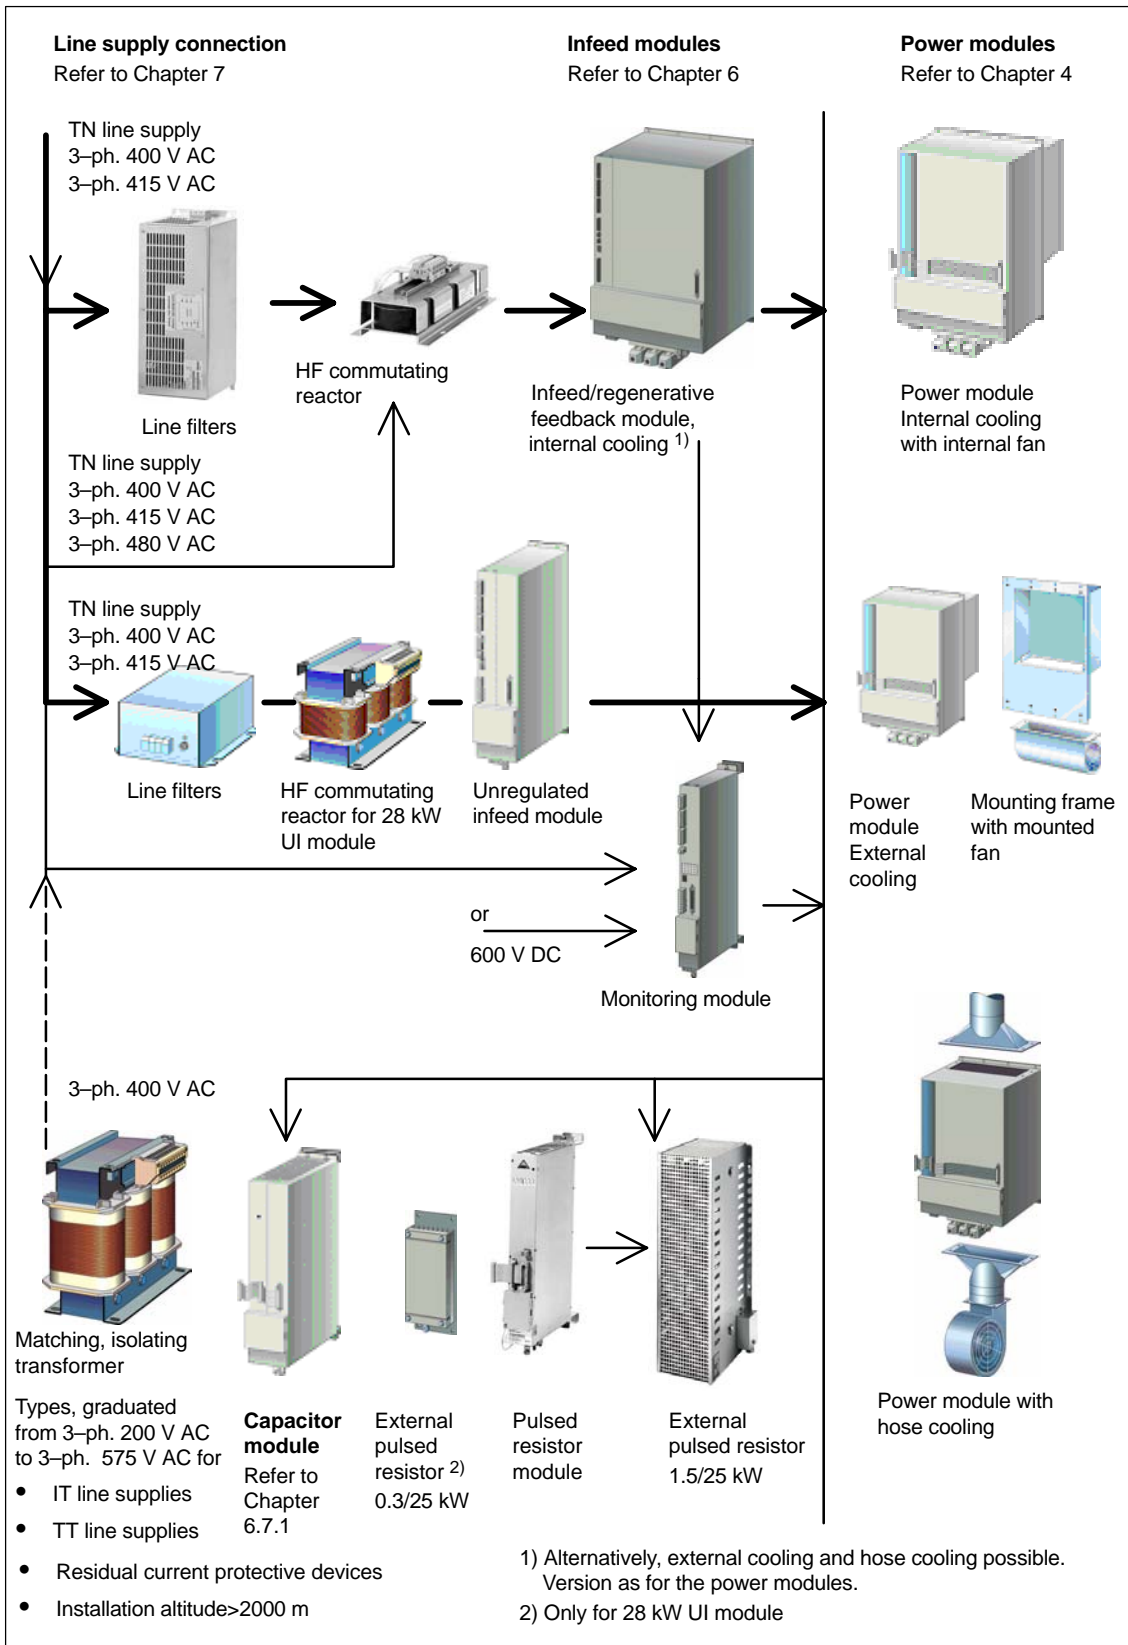 Line supply connection
Refer to Chapter 7
Infeed modules
Refer to Chapter 6
Power modules
Refer to Chapter 4
TN line supply
3–ph. 400 V AC
3–ph. 415 V AC
Line filters
HF commutating
reactor
Infeed/regenerative
feedback module,
internal cooling 1)
Power module
Internal cooling
with internal fan
TN line supply
3–ph. 400 V AC
3–ph. 415 V AC
3–ph. 480 V AC
TN line supply
3–ph. 400 V AC
3–ph. 415 V AC
Line filters
HF commutating
reactor for 28 kW
UI module
Unregulated
infeed module
Power
module
External
cooling
Mounting frame
with mounted
fan
or
600 V DC
Monitoring module
3–ph. 400 V AC
Matching, isolating
transformer
Types, graduated
from 3–ph. 200 V AC
to 3–ph. 575 V AC for
• IT line supplies
• TT line supplies
• Residual current protective devices
• Installation altitude>2000 m
Capacitor
module
Refer to
Chapter
6.7.1
External
pulsed
resistor 2)
0.3/25 kW
Pulsed
resistor
module
External
pulsed resistor
1.5/25 kW
Power module with
hose cooling
1) Alternatively, external cooling and hose cooling possible.
Version as for the power modules.
2) Only for 28 kW UI module